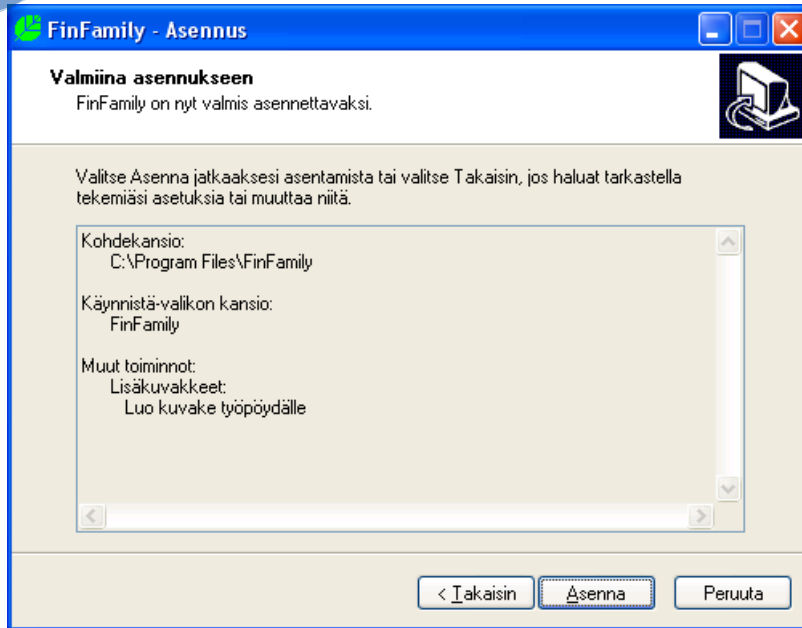 FinFamily - Asennus
Valmiina asennukseen
FinFamily on nyt valmis asennettavaksi.
Valitse Asenna jatkaaksesi asentamista tai valitse Takaisin, jos haluat tarkastella
tekemiäsi asetuksia tai muuttaa niitä.
Kohdekansio:
C:\Program Files\FinFamily
Käynnistä-valikon kansio:
FinFamily
Muut toiminnot:
Lisäkuvakkeet:
Luo kuvake työpöydälle
< Takaisin
Asenna
Peruuta